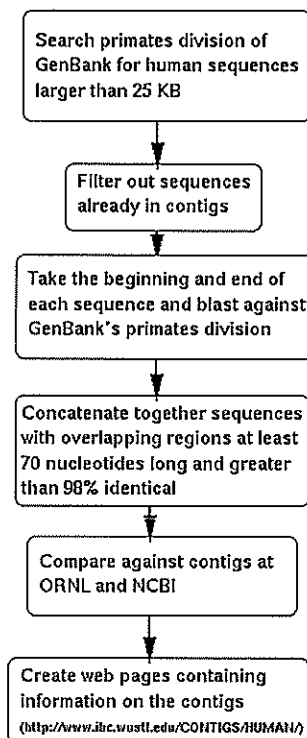 Search primates division of
GenBank for human sequences
larger than 25 KB
Filter out sequences
already in contigs
Take the beginning and end of
each sequence and blast against
GenBank's primates division
Concatenate together sequences
with overlapping regions at least
70 nucleotides long and greater
than 98% identical
Compare against contigs at
ORNL and NCBI
Create web pages containing
information on the contigs
(http://www.ibc.wustl.edu/CONTIGS/HUMAN/)